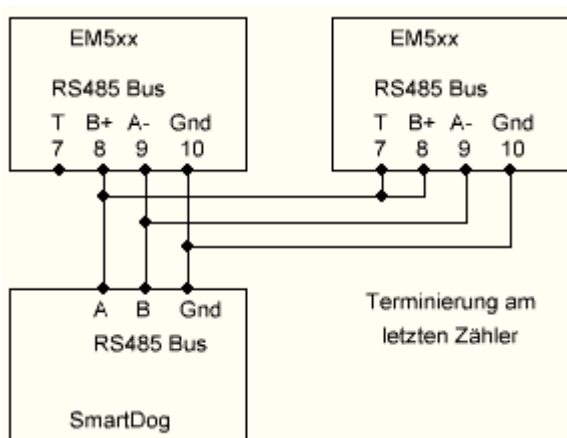 EM5xx
RS485 Bus
T B+ A- Gnd
7 8 9 10
EM5xx
RS485 Bus
T B+ A- Gnd
7 8 9 10
A B Gnd
RS485 Bus
SmartDog
Terminierung am
letzten Zähler